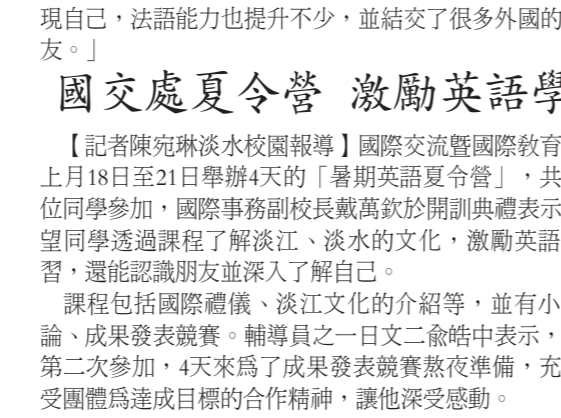 現自己，法語能力也提升不少，並結交了很多外國的
友。」
國交處夏令營 激勵英語學
【記者陳宛琳淡水校園報導】國際交流暨國際教育
上月18日至21日舉辦4天的「暑期英語夏令營」，共
位同學參加，國際事務副校長戴萬欽於開訓典禮表示
望同學透過課程了解淡江、淡水的文化，激勵英語
習，還能認識朋友並深入了解自己。
課程包括國際禮儀、淡江文化的介紹等，並有小
論、成果發表競賽。輔導員之一日文二兪皓中表示，
第二次參加，4天來爲了成果發表競賽熬夜準備，充
受團體爲達成目標的合作精神，讓他深受感動。